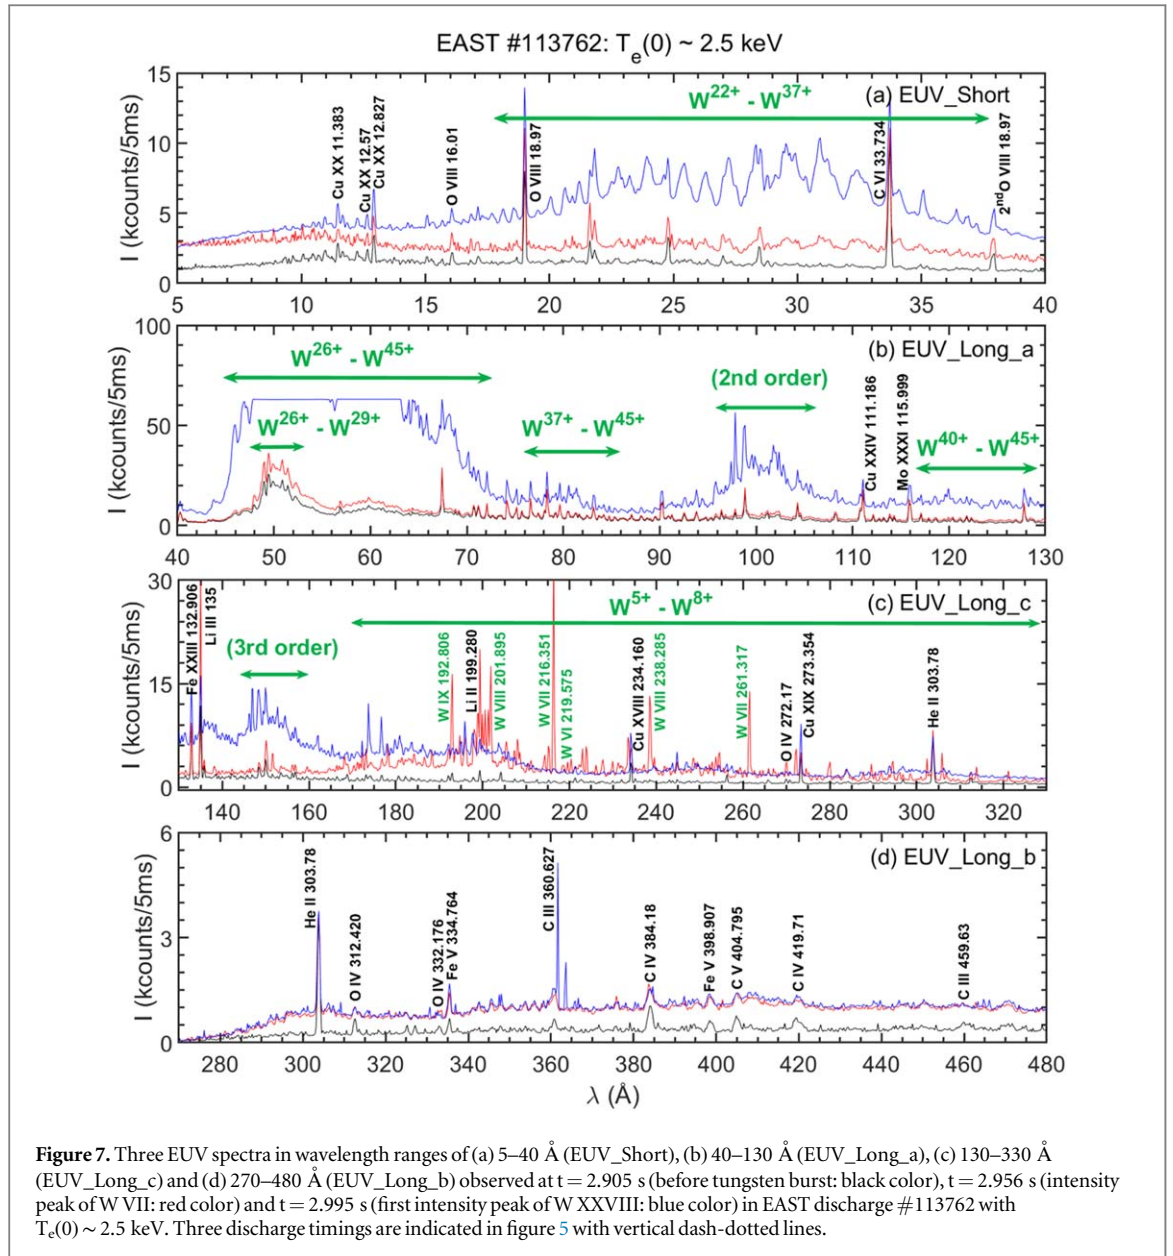 EAST #113762: Te(0) ~ 2.5 keV
15
10
5
0
I (kcounts/5ms)
(a) EUV_Short
W22+ - W37+
Cu XX 11.383
Cu XX 12.57
Cu XX 12.827
O VIII 16.01
O VIII 18.97
C VI 33.734
2nd O VIII 18.97
5 10 15 20 25 30 35 40
100
50
0
I (kcounts/5ms)
(b) EUV_Long_a
W26+ - W45+
W26+ - W29+
W37+ - W45+
(2nd order)
Cu XXIV 111.186
Mo XXXI 115.999
W40+ - W45+
40 50 60 70 80 90 100 110 120 130
30
15
0
I (kcounts/5ms)
(c) EUV_Long_c
W5+ - W8+
Fe XXIII 132.906
Li III 135
(3rd order)
W IX 192.806
Li II 199.280
W VIII 201.895
W VII 216.351
W VI 219.575
Cu XVIII 234.160
W VIII 238.285
W VII 261.317
O IV 272.17
Cu XIX 273.354
He II 303.78
140 160 180 200 220 240 260 280 300 320
6
3
0
I (kcounts/5ms)
(d) EUV_Long_b
He II 303.78
O IV 312.420
O IV 332.176
Fe V 334.764
C III 360.627
C IV 384.18
Fe V 398.907
C V 404.795
C IV 419.71
C III 459.63
280 300 320 340 360 380 400 420 440 460 480
λ (Å)
Figure 7. Three EUV spectra in wavelength ranges of (a) 5–40 Å (EUV_Short), (b) 40–130 Å (EUV_Long_a), (c) 130–330 Å
(EUV_Long_c) and (d) 270–480 Å (EUV_Long_b) observed at t = 2.905 s (before tungsten burst: black color), t = 2.956 s (intensity
peak of W VII: red color) and t = 2.995 s (first intensity peak of W XXVIII: blue color) in EAST discharge #113762 with
Te(0) ~ 2.5 keV. Three discharge timings are indicated in figure 5 with vertical dash-dotted lines.